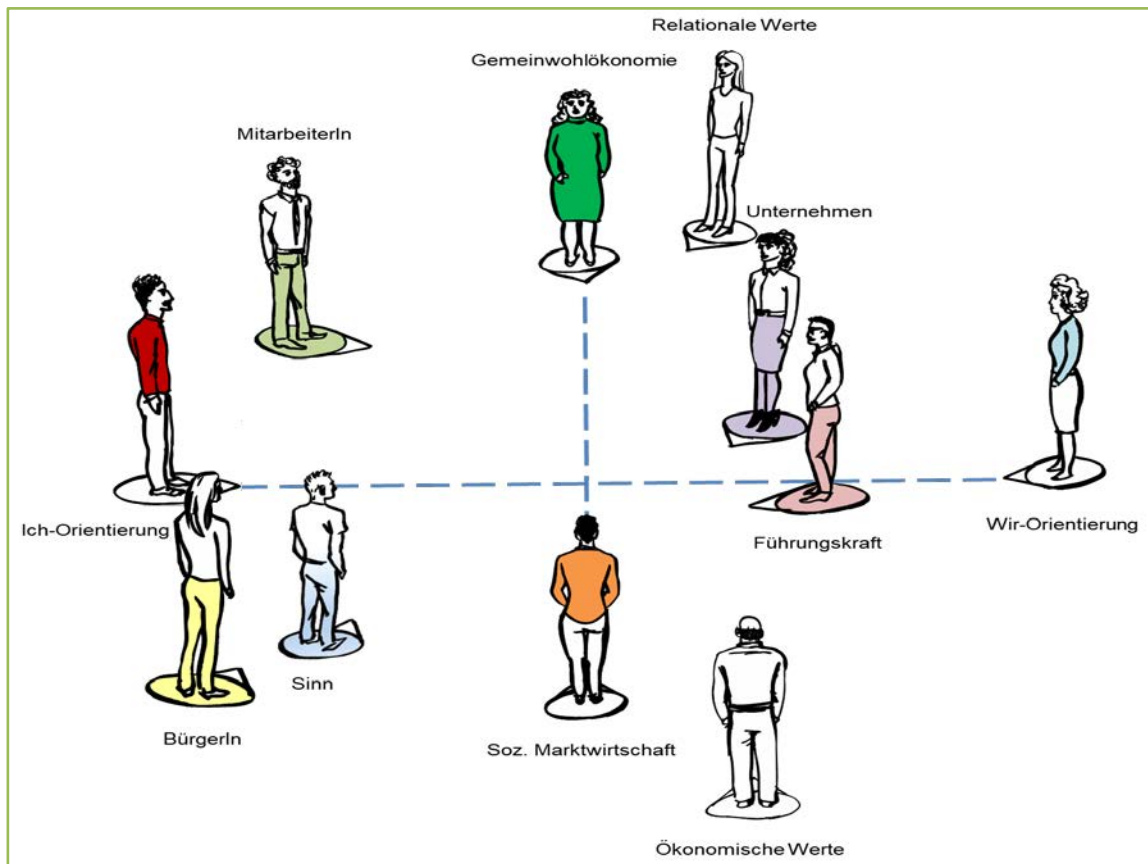 Relationale Werte
Gemeinwohlökonomie
MitarbeiterIn
Unternehmen
Ich-Orientierung
Wir-Orientierung
Führungskraft
Sinn
BürgerIn
Soz. Marktwirtschaft
Ökonomische Werte